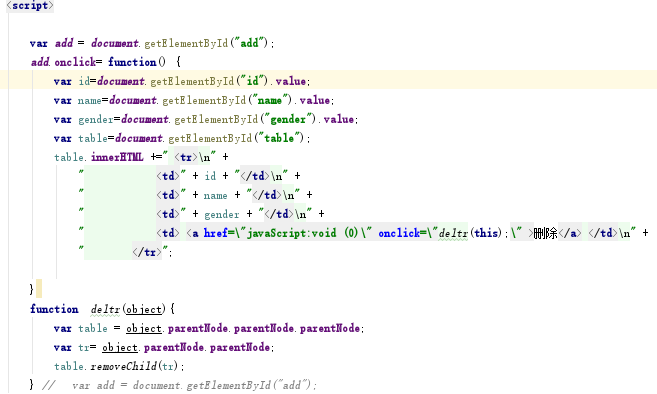 <script>
var add = document.getElementById("add");
add.onclick= function() {
var id=document.getElementById("id").value;
var name=document.getElementById("name").value;
var gender=document.getElementById("gender").value;
var table=document.getElementById("table");
table.innerHTML +=" <tr>\n" +
" <td>" + id + "</td>\n" +
" <td>" + name + "</td>\n" +
" <td>" + gender + "</td>\n" +
" <td> <a href=\"javaScript:void (0)\" onclick=\"deltr(this);\" >删除</a> </td>\n" +
" </tr>";
}
function deltr(object){
var table = object.parentNode.parentNode.parentNode;
var tr= object.parentNode.parentNode;
table.removeChild(tr);
} // var add = document.getElementById("add");